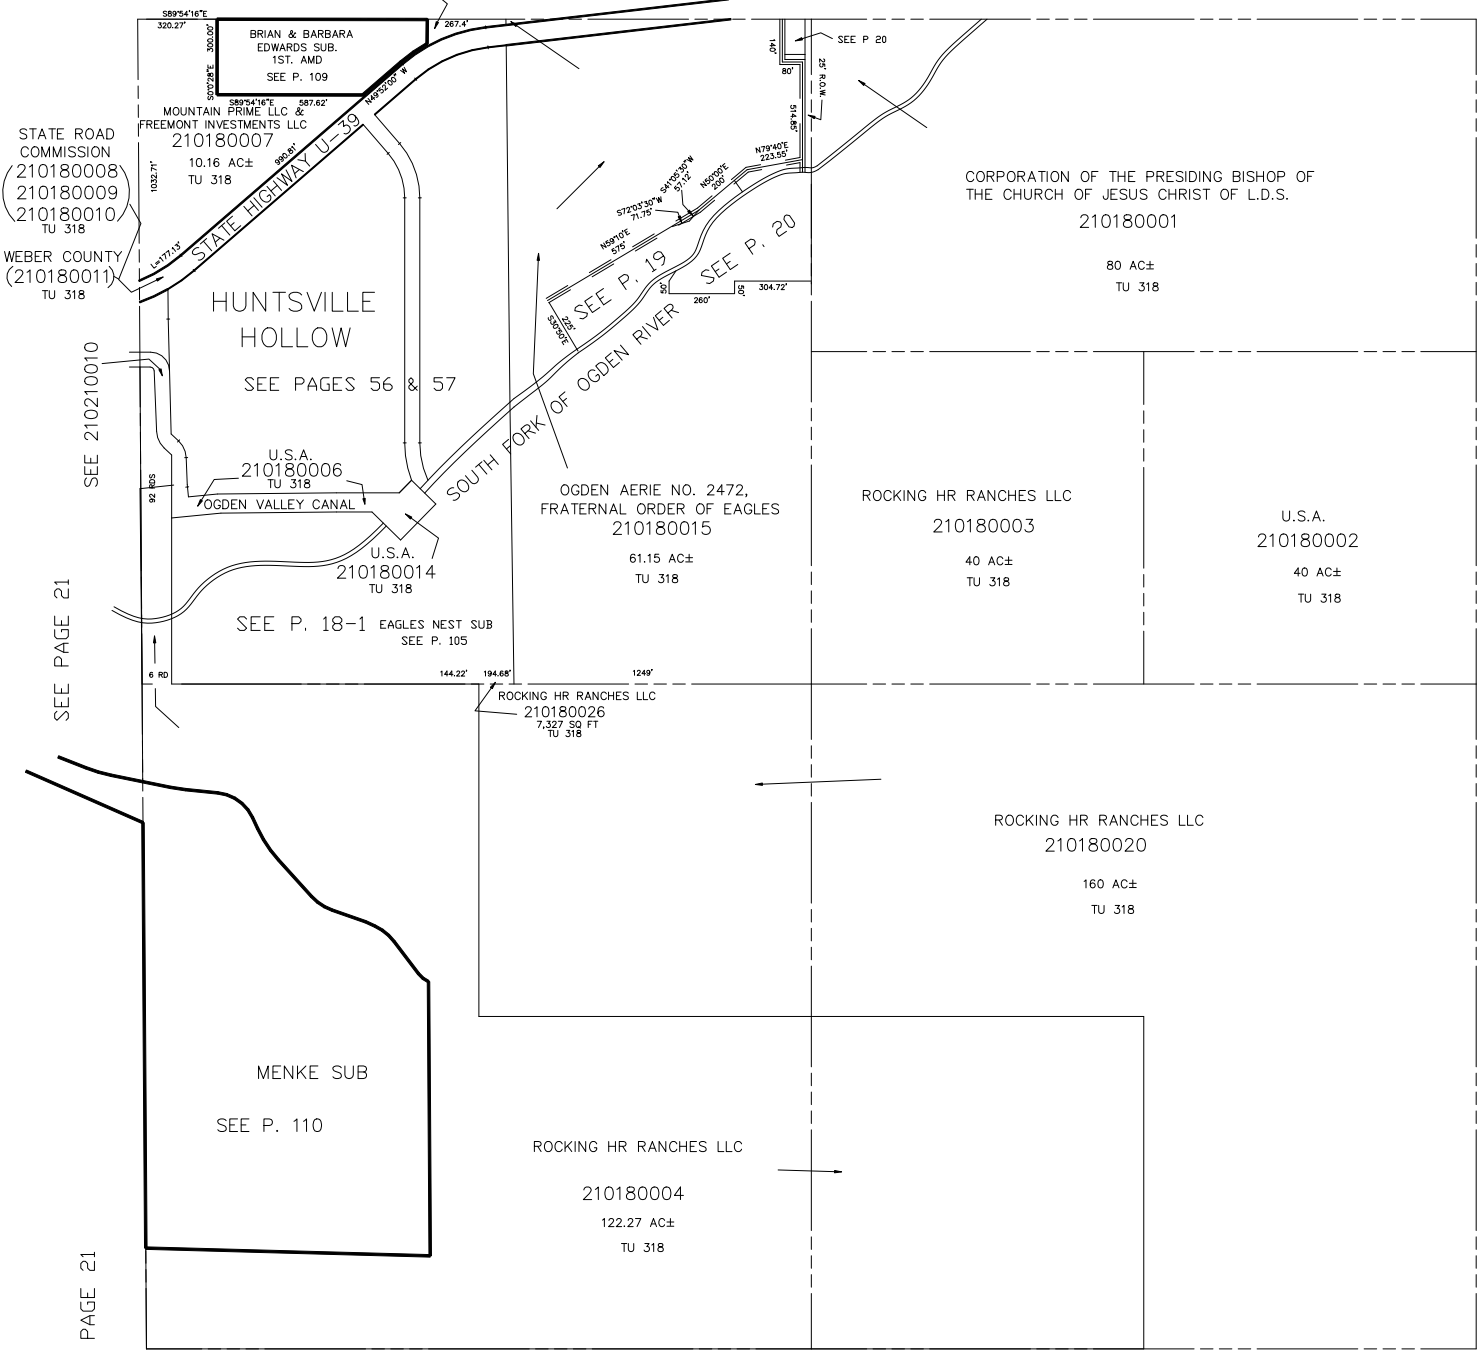 S89°54'16"E
320.27'
300.00'
S0°0'28"E
BRIAN & BARBARA
EDWARDS SUB.
1ST. AMD
SEE P. 109
S89°54'16"E 587.62'
267.4'
N49°52'00" W
MOUNTAIN PRIME LLC &
FREEMONT INVESTMENTS LLC
210180007
10.16 AC±
TU 318
990.81'
1032.71'
STATE HIGHWAY U-39
L=177.13'
STATE ROAD
COMMISSION
(210180008
210180009
210180010)
TU 318
WEBER COUNTY
(210180011)
TU 318
HUNTSVILLE
HOLLOW
SEE PAGES 56 & 57
SEE 210210010
92 RDS
U.S.A.
210180006
TU 318
OGDEN VALLEY CANAL
U.S.A.
210180014
TU 318
SEE P. 18-1
EAGLES NEST SUB
SEE P. 105
SEE PAGE 21
6 RD
144.22'
194.68'
1249'
140'
80'
SEE P 20
25' R.O.W.
514.85'
N79°40'E
223.55'
N50°00'E
200'
S41°05'30"W
57.12'
S72°03'30"W
71.75'
N59°10'E
575'
225'
S30°50'E
SEE P. 19
SEE P. 20
50'
260'
50'
304.72'
SOUTH FORK OF OGDEN RIVER
CORPORATION OF THE PRESIDING BISHOP OF
THE CHURCH OF JESUS CHRIST OF L.D.S.
210180001
80 AC±
TU 318
OGDEN AERIE NO. 2472,
FRATERNAL ORDER OF EAGLES
210180015
61.15 AC±
TU 318
ROCKING HR RANCHES LLC
210180003
40 AC±
TU 318
U.S.A.
210180002
40 AC±
TU 318
ROCKING HR RANCHES LLC
210180026
7,327 SQ FT
TU 318
ROCKING HR RANCHES LLC
210180020
160 AC±
TU 318
MENKE SUB
SEE P. 110
ROCKING HR RANCHES LLC
210180004
122.27 AC±
TU 318
PAGE 21